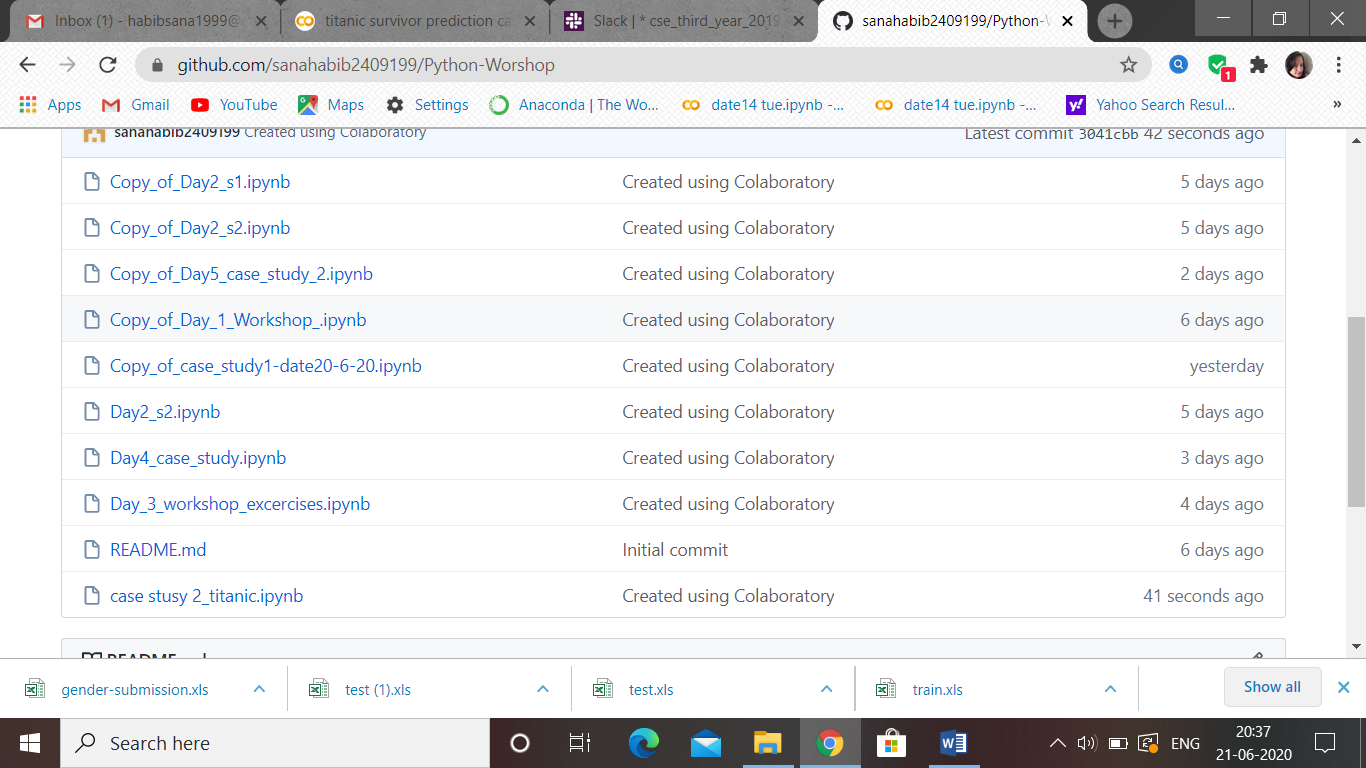 Inbox (1) - habibsana1999@ titanic survivor prediction ca Slack | * cse_third_year_2019 sanahabib2409199/Python-W
github.com/sanahabib2409199/Python-Worshop
1
Apps Gmail YouTube Maps Settings Anaconda | The Wo... date14 tue.ipynb -... date14 tue.ipynb -... Yahoo Search Resul... »
sanahabib2409199 Created using Colaboratory Latest commit 3041cbb 42 seconds ago
Copy_of_Day2_s1.ipynb Created using Colaboratory 5 days ago
Copy_of_Day2_s2.ipynb Created using Colaboratory 5 days ago
Copy_of_Day5_case_study_2.ipynb Created using Colaboratory 2 days ago
Copy_of_Day_1_Workshop_.ipynb Created using Colaboratory 6 days ago
Copy_of_case_study1-date20-6-20.ipynb Created using Colaboratory yesterday
Day2_s2.ipynb Created using Colaboratory 5 days ago
Day4_case_study.ipynb Created using Colaboratory 3 days ago
Day_3_workshop_excercises.ipynb Created using Colaboratory 4 days ago
README.md Initial commit 6 days ago
case stusy 2_titanic.ipynb Created using Colaboratory 41 seconds ago
gender-submission.xls test (1).xls test.xls train.xls Show all
Search here ENG 20:37
21-06-2020